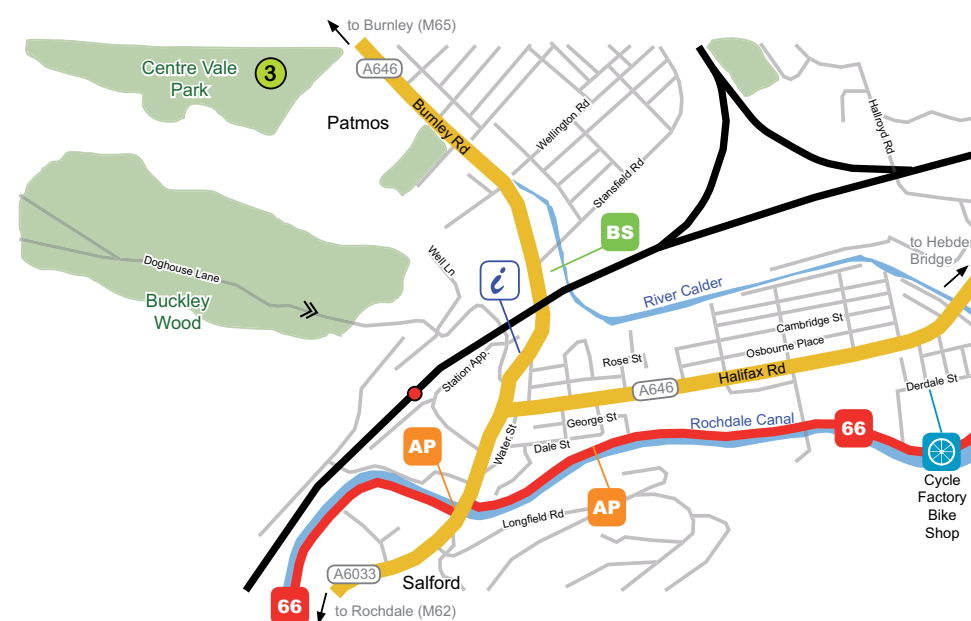 to Burnley (M65)
A646
Centre Vale
Park
3
Burnley Rd
Patmos
Wellington Rd
Hallroyd Rd
Stansfield Rd
BS
to Hebden
Bridge
Well Ln
Doghouse Lane
i
River Calder
Buckley
Wood
Cambridge St
Osbourne Place
Rose St
Station App.
Halifax Rd
A646
Derdale St
George St
Rochdale Canal
66
Water St
Dale St
AP
AP
Cycle
Factory
Bike
Shop
Longfield Rd
A6033
Salford
66
to Rochdale (M62)